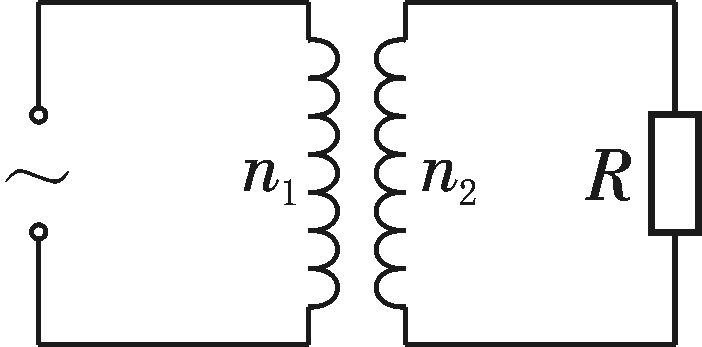 ~
n₁ n₂ R